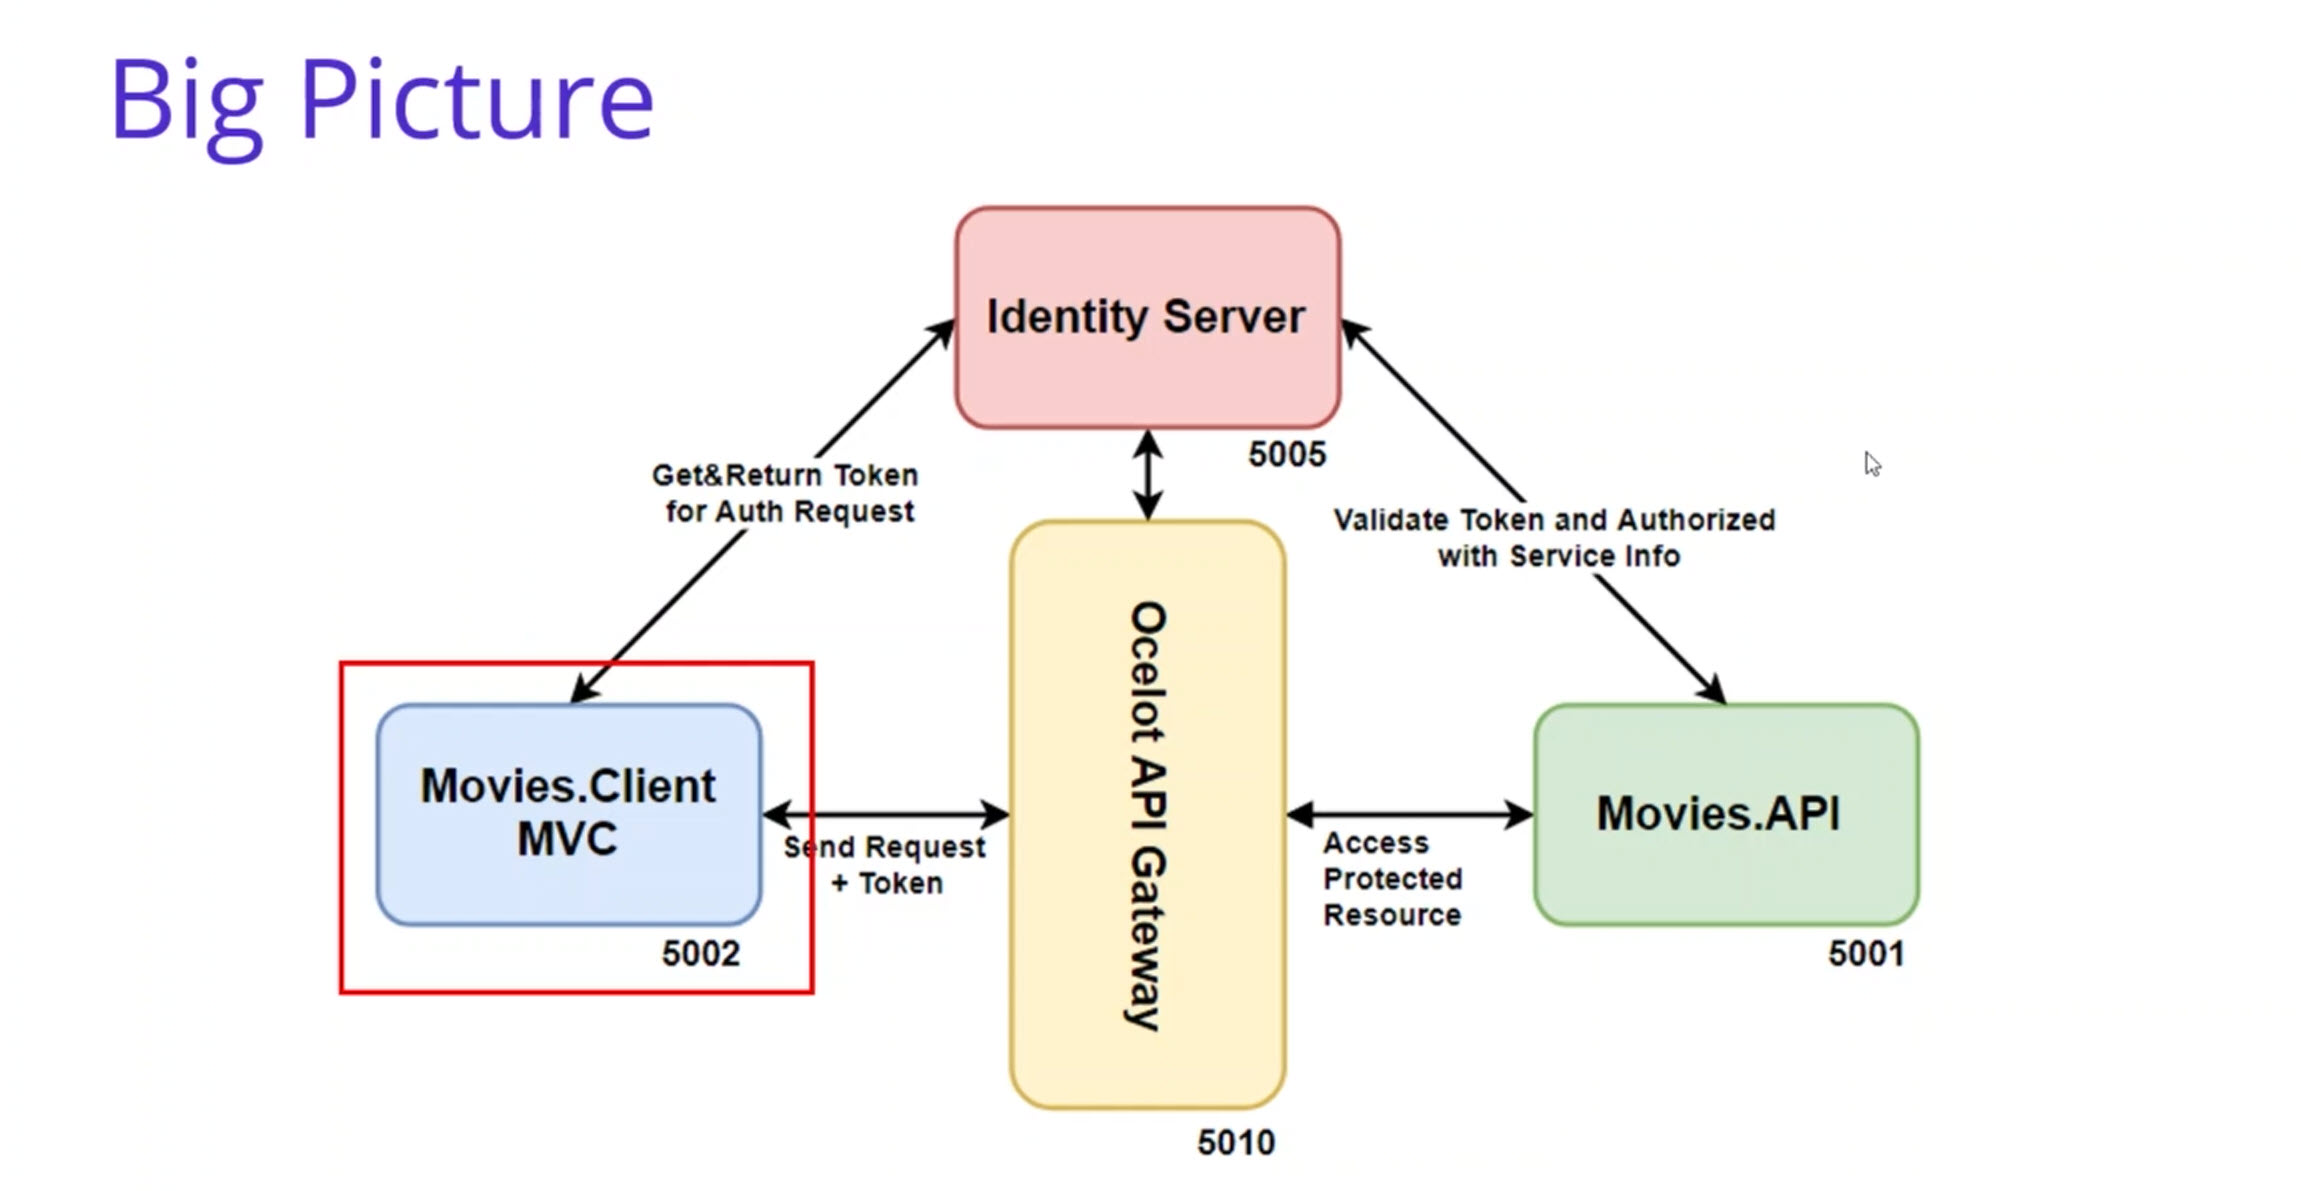 Big Picture
Identity Server
5005
Get&Return Token
for Auth Request
Validate Token and Authorized
with Service Info
Ocelot API Gateway
Movies.Client
MVC
5002
Send Request
+ Token
Access
Protected
Resource
Movies.API
5001
5010